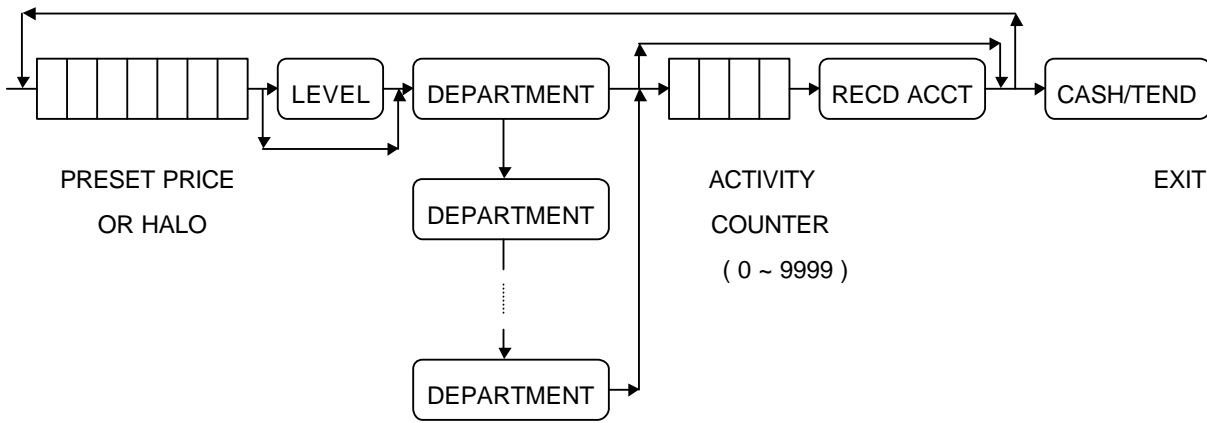 LEVEL
DEPARTMENT
RECD ACCT
CASH/TEND
PRESET PRICE
OR HALO
DEPARTMENT
ACTIVITY
COUNTER
( 0 ~ 9999 )
EXIT
DEPARTMENT